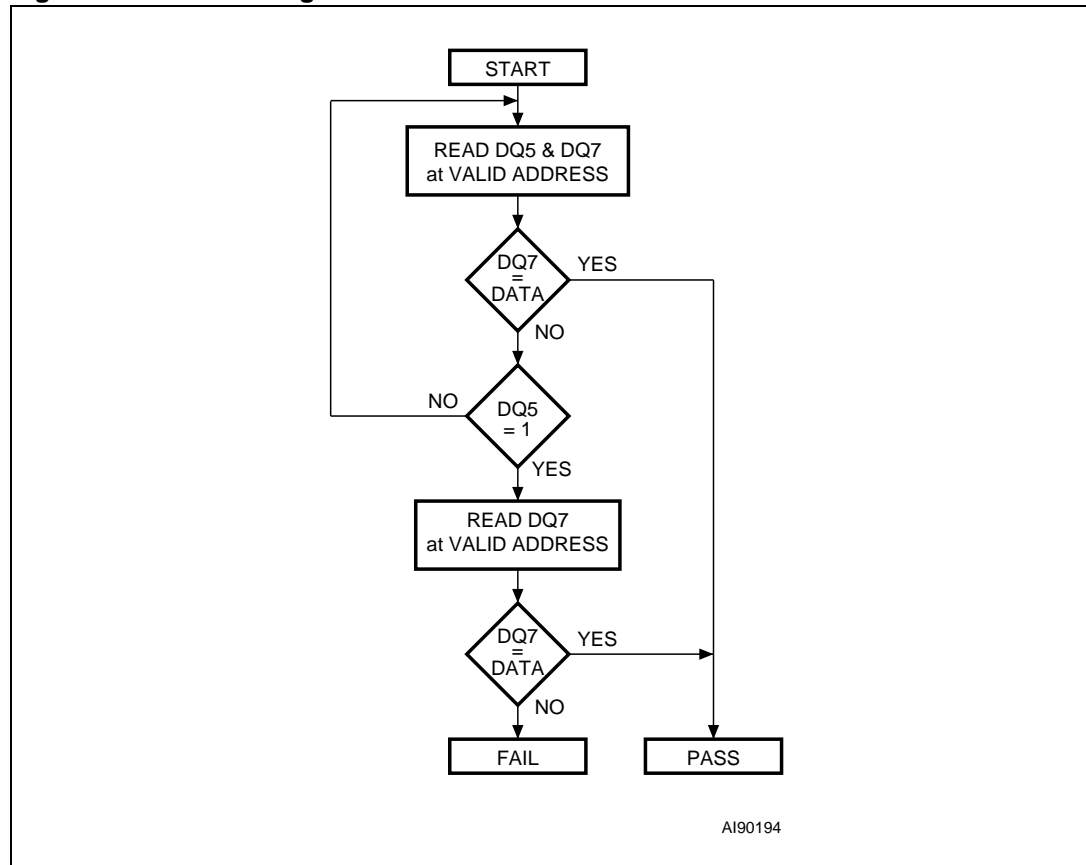 START
READ DQ5 & DQ7
at VALID ADDRESS
DQ7
=
DATA
YES
NO
DQ5
= 1
NO
YES
READ DQ7
at VALID ADDRESS
DQ7
=
DATA
YES
NO
FAIL
PASS
AI90194